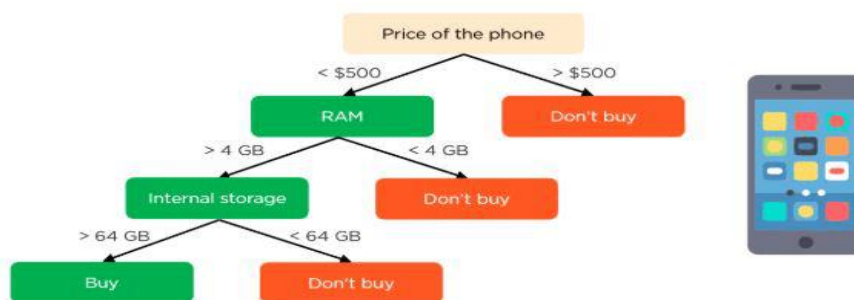 Price of the phone
< $500
> $500
RAM
Don't buy
> 4 GB
< 4 GB
Internal storage
Don't buy
> 64 GB
< 64 GB
Buy
Don't buy